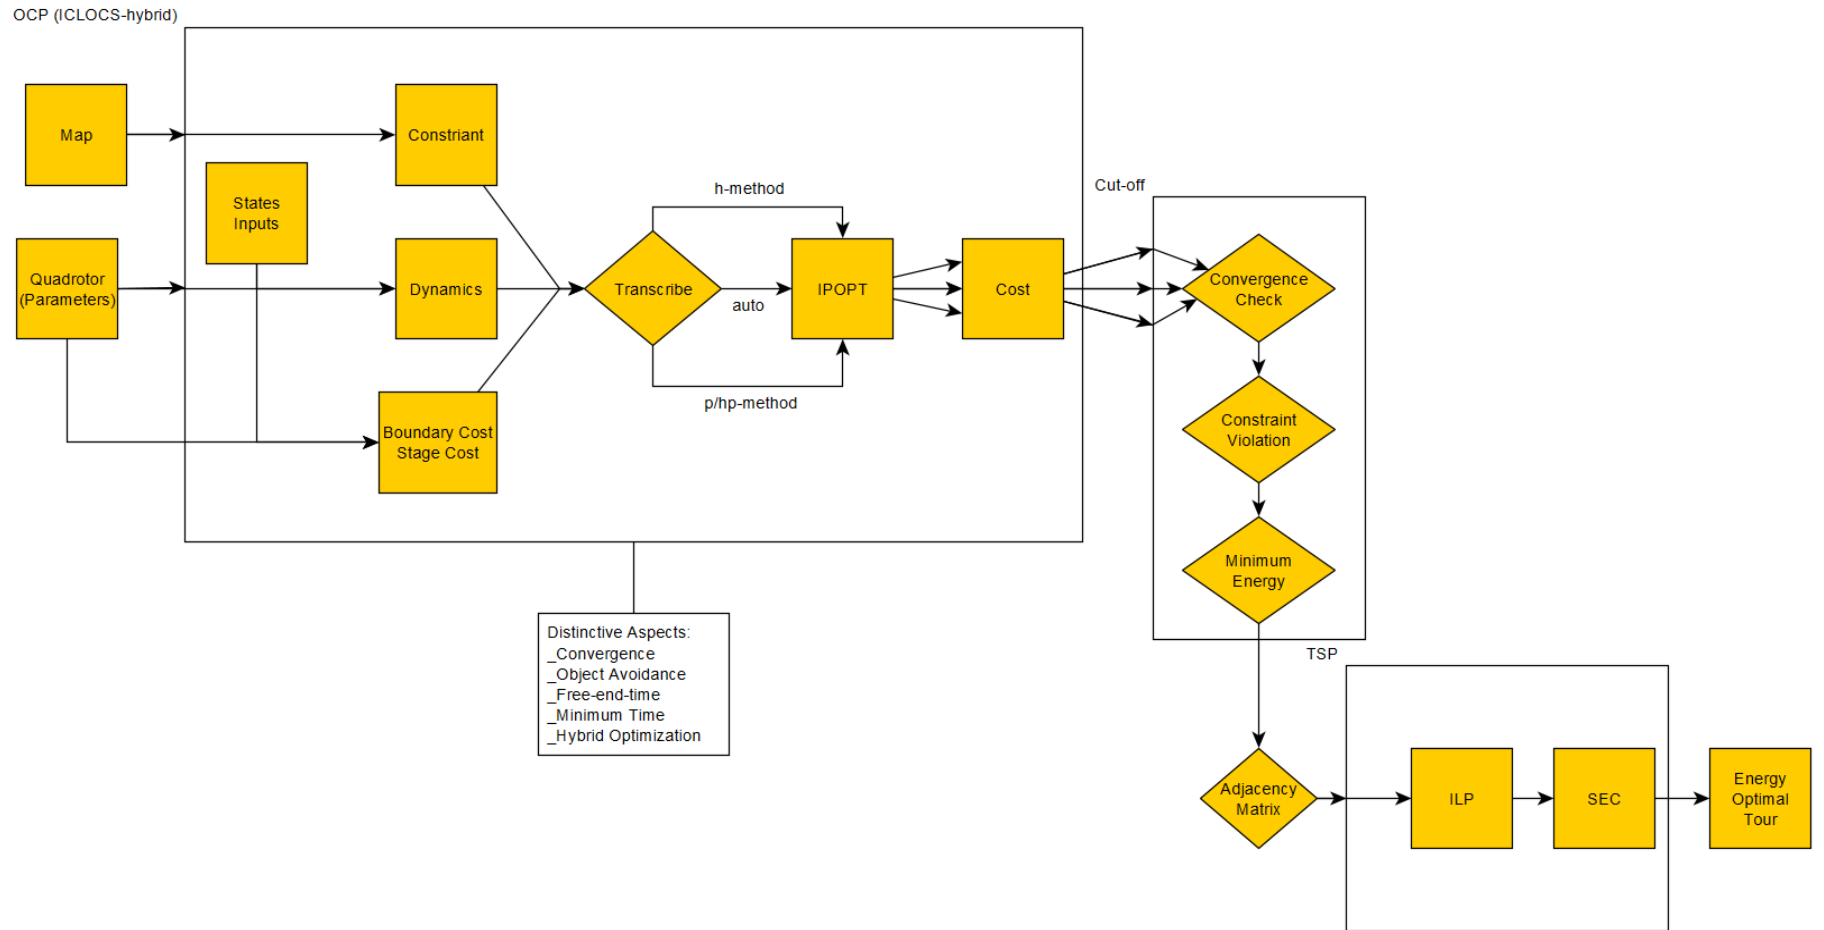 OCP (ICLOCS-hybrid)
Map
Constriant
States
Inputs
Quadrotor
(Parameters)
Dynamics
Boundary Cost
Stage Cost
Transcribe
h-method
auto
p/hp-method
IPOPT
Cost
Cut-off
Convergence
Check
Constraint
Violation
Minimum
Energy
Distinctive Aspects:
_Convergence
_Object Avoidance
_Free-end-time
_Minimum Time
_Hybrid Optimization
TSP
Adjacency
Matrix
ILP
SEC
Energy
Optimal
Tour